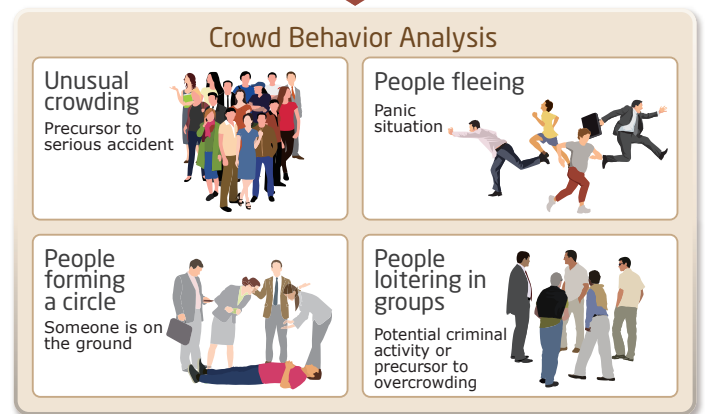 Crowd Behavior Analysis
Unusual
crowding
Precursor to
serious accident
People fleeing
Panic
situation
People
forming
a circle
Someone is on
the ground
People
loitering in
groups
Potential criminal
activity or
precursor to
overcrowding